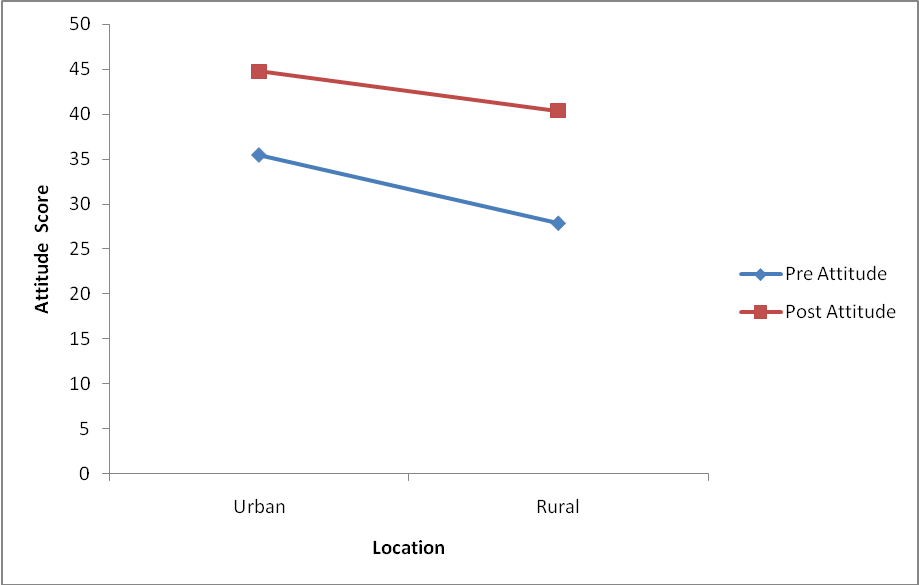 50
45
40
35
30
25
20
15
10
5
0
Attitude Score
Urban
Rural
Location
Pre Attitude
Post Attitude